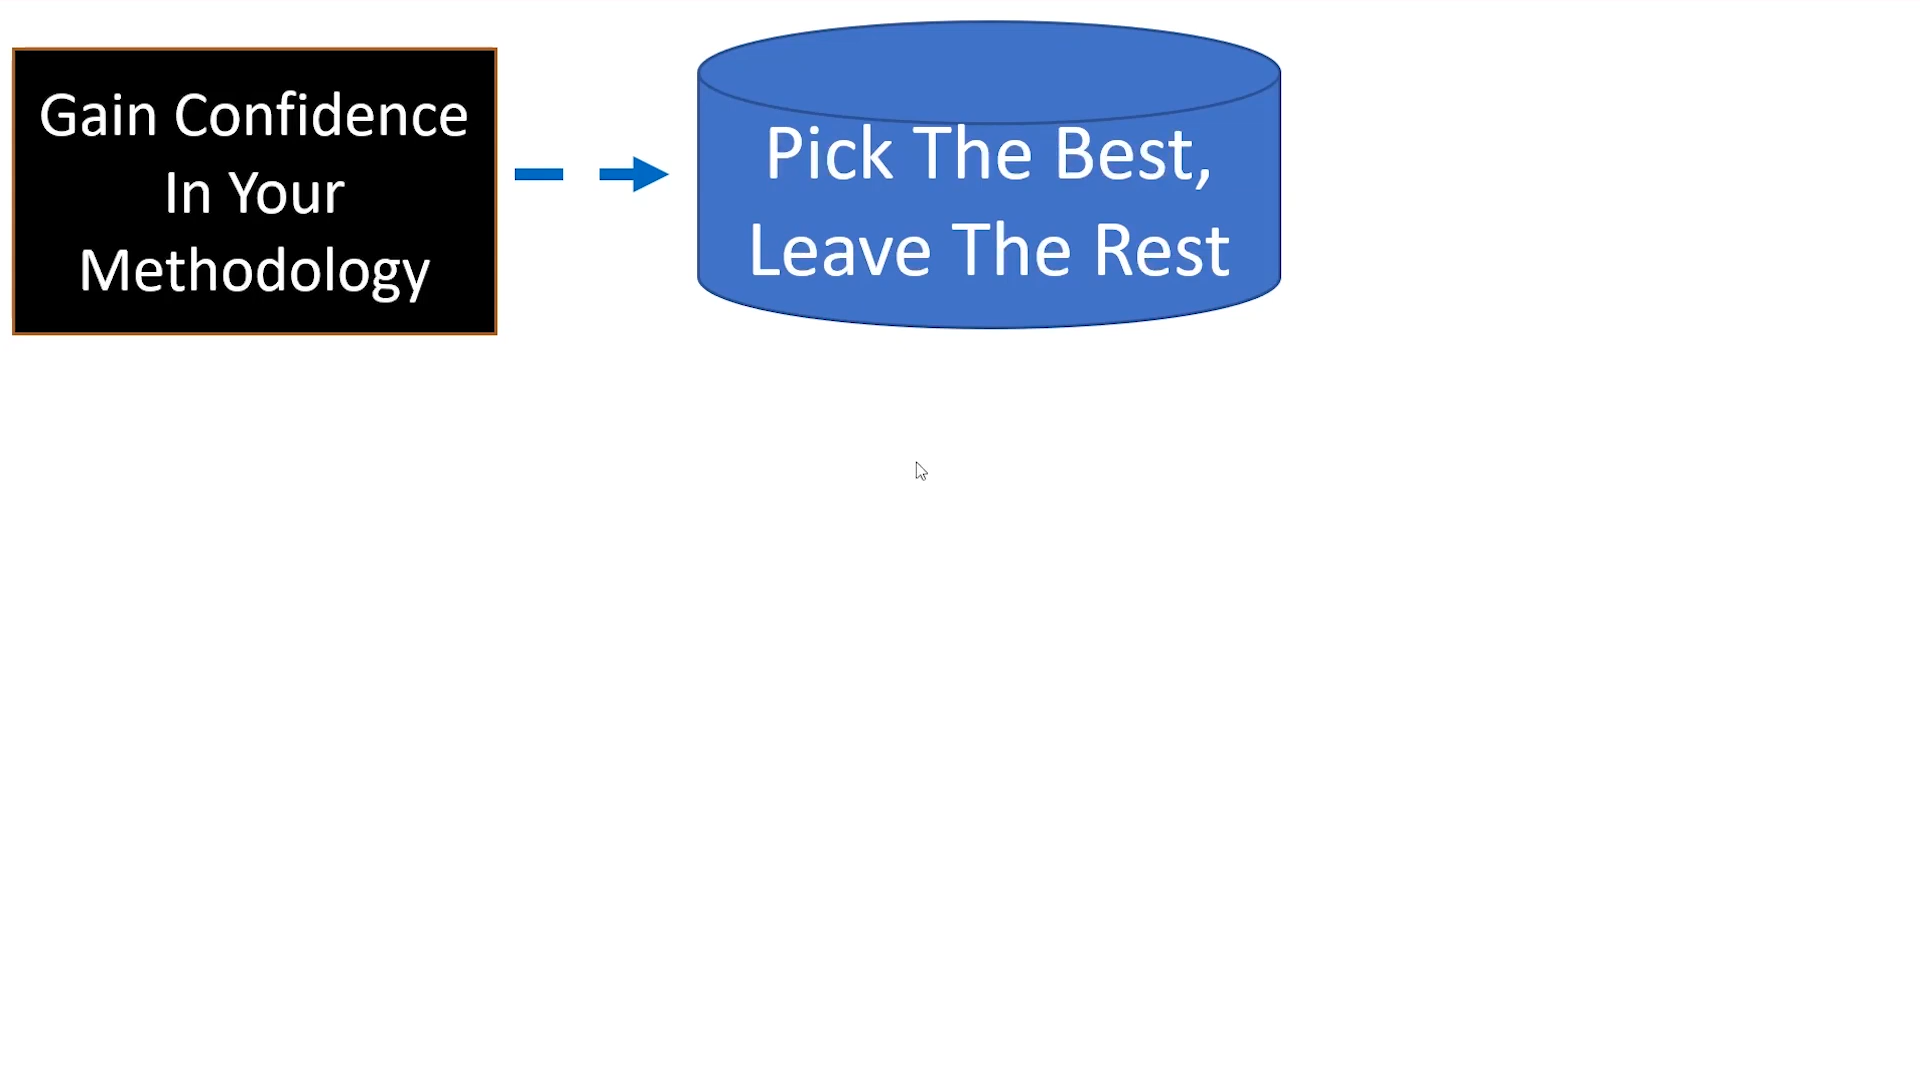 Gain Confidence
In Your
Methodology
Pick The Best,
Leave The Rest